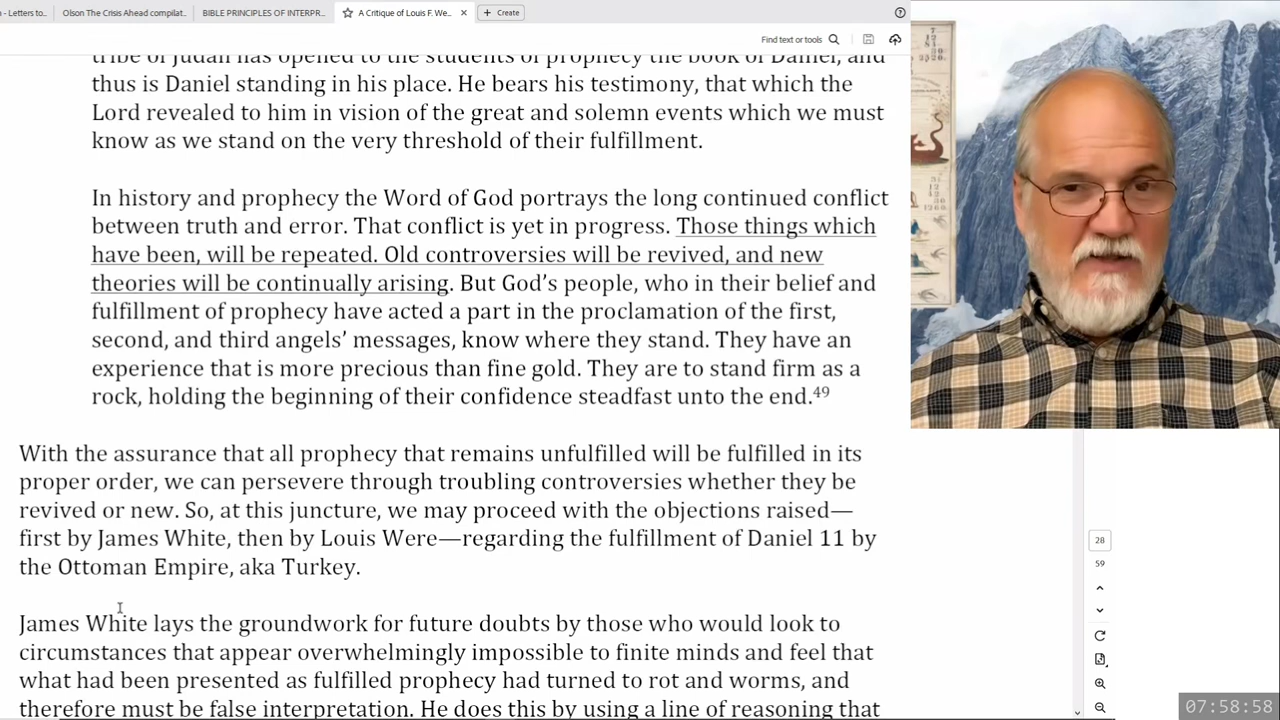 - Letters to...
Olson The Crisis Ahead compilat...
BIBLE PRINCIPLES OF INTERPR...
A Critique of Louis F. We...
Create
Find text or tools
tribe of Judah has opened to the students of prophecy the book of Daniel, and
thus is Daniel standing in his place. He bears his testimony, that which the
Lord revealed to him in vision of the great and solemn events which we must
know as we stand on the very threshold of their fulfillment.
In history and prophecy the Word of God portrays the long continued conflict
between truth and error. That conflict is yet in progress. Those things which
have been, will be repeated. Old controversies will be revived, and new
theories will be continually arising. But God's people, who in their belief and
fulfillment of prophecy have acted a part in the proclamation of the first,
second, and third angels' messages, know where they stand. They have an
experience that is more precious than fine gold. They are to stand firm as a
rock, holding the beginning of their confidence steadfast unto the end.49
With the assurance that all prophecy that remains unfulfilled will be fulfilled in its
proper order, we can persevere through troubling controversies whether they be
revived or new. So, at this juncture, we may proceed with the objections raised—
first by James White, then by Louis Were—regarding the fulfillment of Daniel 11 by
the Ottoman Empire, aka Turkey.
James White lays the groundwork for future doubts by those who would look to
circumstances that appear overwhelmingly impossible to finite minds and feel that
what had been presented as fulfilled prophecy had turned to rot and worms, and
therefore must be false interpretation. He does this by using a line of reasoning that
28
59
07:58:58